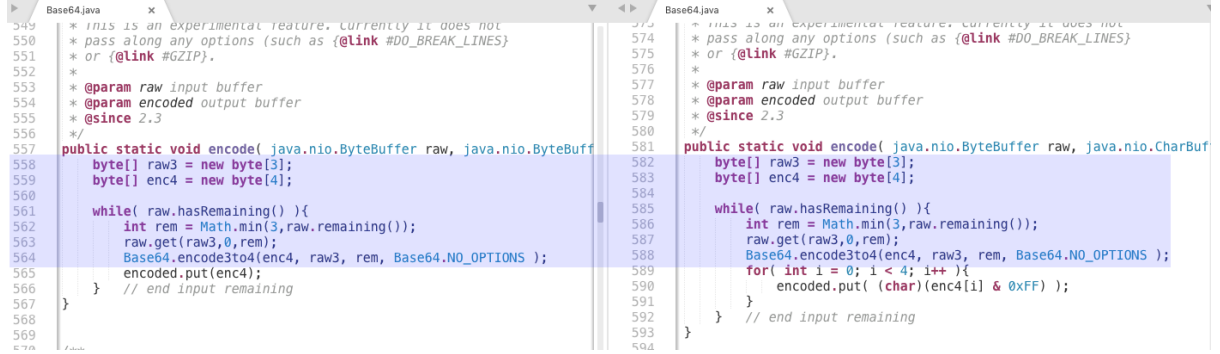 Base64.java ×
549 * This is an experimental feature. Currently it does not
550 * pass along any options (such as {@link #DO_BREAK_LINES}
551 * or {@link #GZIP}.
552 *
553 * @param raw input buffer
554 * @param encoded output buffer
555 * @since 2.3
556 */
557 public static void encode( java.nio.ByteBuffer raw, java.nio.ByteBuff
558 byte[] raw3 = new byte[3];
559 byte[] enc4 = new byte[4];
560
561 while( raw.hasRemaining() ){
562 int rem = Math.min(3,raw.remaining());
563 raw.get(raw3,0,rem);
564 Base64.encode3to4(enc4, raw3, rem, Base64.NO_OPTIONS );
565 encoded.put(enc4);
566 } // end input remaining
567 }
568
569
570 /**
Base64.java ×
573 * This is an experimental feature. Currently it does not
574 * pass along any options (such as {@link #DO_BREAK_LINES}
575 * or {@link #GZIP}.
576 *
577 * @param raw input buffer
578 * @param encoded output buffer
579 * @since 2.3
580 */
581 public static void encode( java.nio.ByteBuffer raw, java.nio.CharBuf
582 byte[] raw3 = new byte[3];
583 byte[] enc4 = new byte[4];
584
585 while( raw.hasRemaining() ){
586 int rem = Math.min(3,raw.remaining());
587 raw.get(raw3,0,rem);
588 Base64.encode3to4(enc4, raw3, rem, Base64.NO_OPTIONS );
589 for( int i = 0; i < 4; i++ ){
590 encoded.put( (char)(enc4[i] & 0xFF) );
591 }
592 } // end input remaining
593 }
594